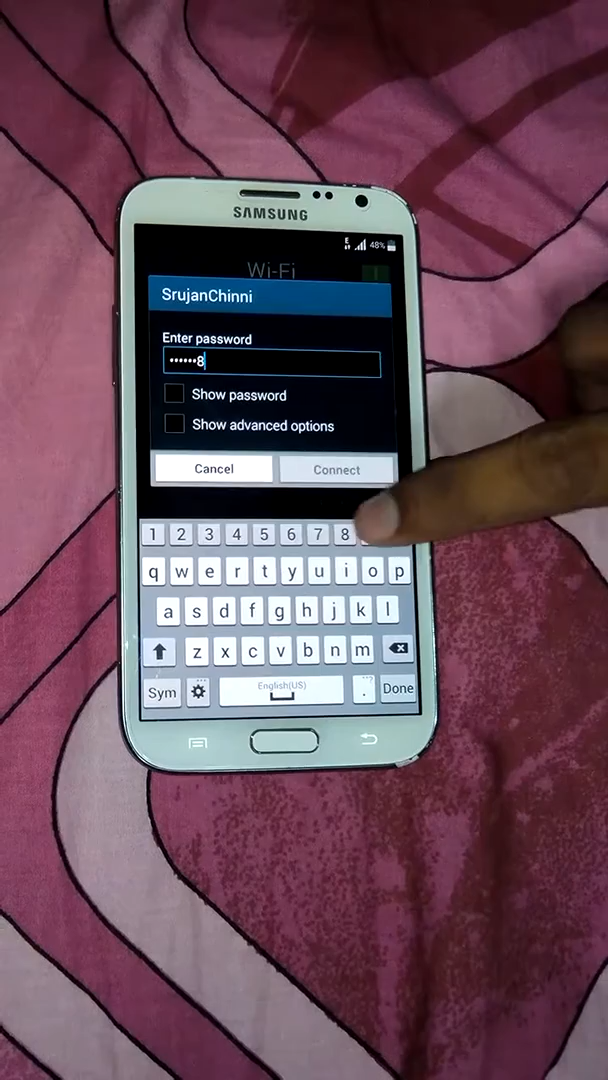 SAMSUNG
E 48%
Wi-Fi
SrujanChinni
Enter password
••••••8
Show password
Show advanced options
Cancel Connect
1 2 3 4 5 6 7 8
q w e r t y u i o p
a s d f g h j k l
z x c v b n m
Sym English(US) . Done